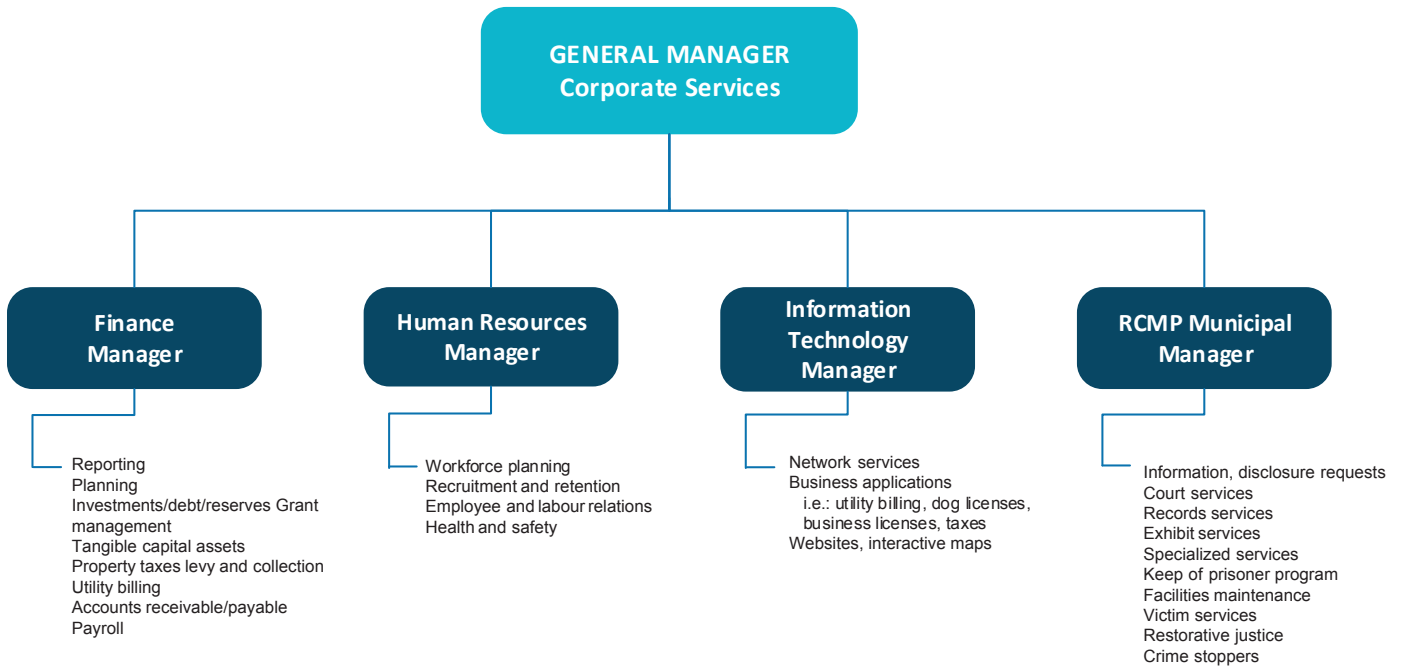 GENERAL MANAGER
Corporate Services
Finance
Manager
Human Resources
Manager
Information
Technology
Manager
RCMP Municipal
Manager
Reporting
Planning
Investments/debt/reserves Grant
management
Tangible capital assets
Property taxes levy and collection
Utility billing
Accounts receivable/payable
Payroll
Workforce planning
Recruitment and retention
Employee and labour relations
Health and safety
Network services
Business applications
i.e.: utility billing, dog licenses,
business licenses, taxes
Websites, interactive maps
Information, disclosure requests
Court services
Records services
Exhibit services
Specialized services
Keep of prisoner program
Facilities maintenance
Victim services
Restorative justice
Crime stoppers